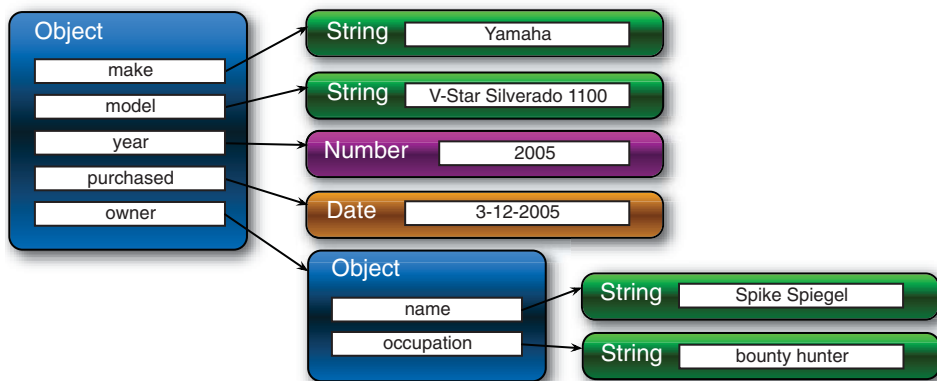 Object
make
model
year
purchased
owner
String Yamaha
String V-Star Silverado 1100
Number 2005
Date 3-12-2005
Object
name
occupation
String Spike Spiegel
String bounty hunter